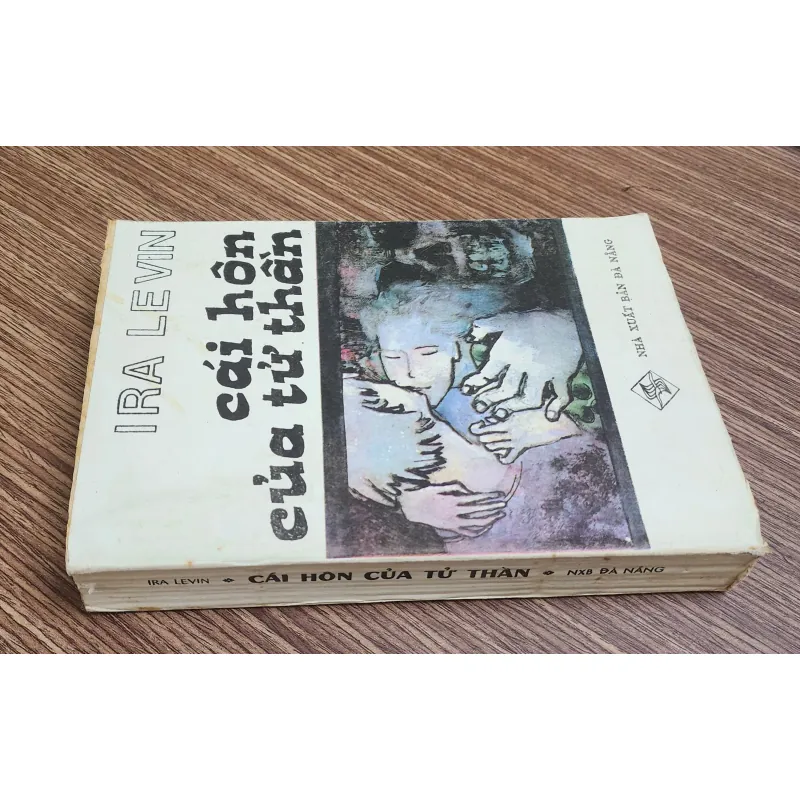 IRA LEVIN
cái hôn
của tử thần
NHÀ XUẤT BẢN ĐÀ NẴNG
IRA LEVIN CÁI HÔN CỦA TỬ THẦN NXB ĐÀ NẴNG